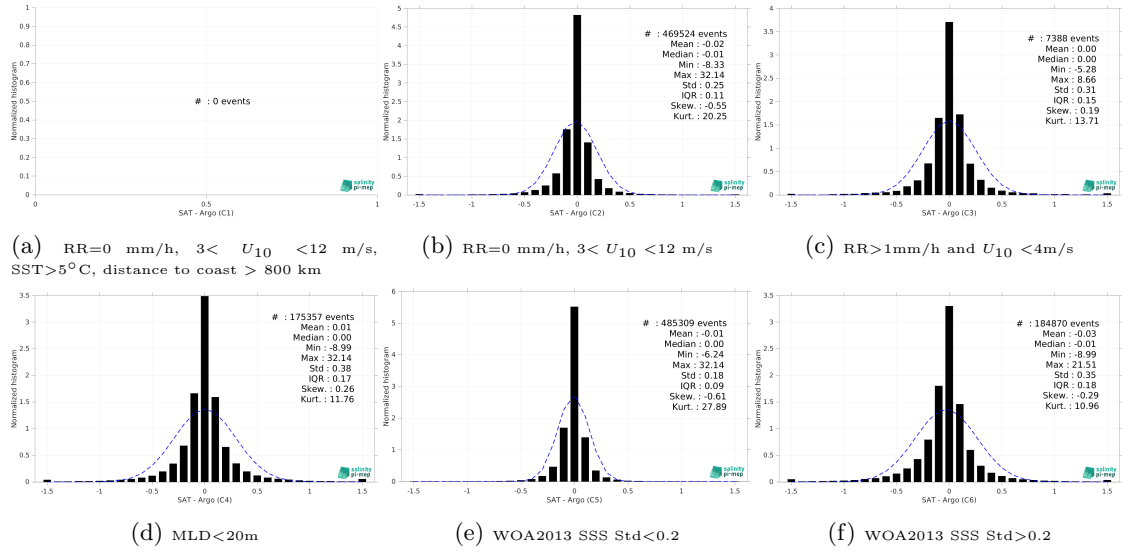 1
0.9
0.8
0.7
0.6
0.5
0.4
0.3
0.2
0.1
0
Normalized histogram
# : 0 events
0
0.5
1
SAT - Argo (C1)
salinity
pi-mep
(a) RR=0 mm/h, 3< U10 <12 m/s,
SST>5°C, distance to coast > 800 km
5
4.5
4
3.5
3
2.5
2
1.5
1
0.5
0
Normalized histogram
# : 469524 events
Mean : -0.02
Median : -0.01
Min : -8.33
Max : 32.14
Std : 0.25
IQR : 0.11
Skew. : -0.55
Kurt. : 20.25
-1.5
-1
-0.5
0
0.5
1
1.5
SAT - Argo (C2)
salinity
pi-mep
(b) RR=0 mm/h, 3< U10 <12 m/s
4
3.5
3
2.5
2
1.5
1
0.5
0
Normalized histogram
# : 7388 events
Mean : 0.00
Median : 0.00
Min : -5.28
Max : 8.66
Std : 0.31
IQR : 0.15
Skew. : 0.19
Kurt. : 13.71
-1.5
-1
-0.5
0
0.5
1
1.5
SAT - Argo (C3)
salinity
pi-mep
(c) RR>1mm/h and U10 <4m/s
3.5
3
2.5
2
1.5
1
0.5
0
Normalized histogram
# : 175357 events
Mean : 0.01
Median : 0.00
Min : -8.99
Max : 32.14
Std : 0.38
IQR : 0.17
Skew. : 0.26
Kurt. : 11.76
-1.5
-1
-0.5
0
0.5
1
1.5
SAT - Argo (C4)
salinity
pi-mep
(d) MLD<20m
6
5
4
3
2
1
0
Normalized histogram
# : 485309 events
Mean : -0.01
Median : 0.00
Min : -6.24
Max : 32.14
Std : 0.18
IQR : 0.09
Skew. : -0.61
Kurt. : 27.89
-1.5
-1
-0.5
0
0.5
1
1.5
SAT - Argo (C5)
salinity
pi-mep
(e) WOA2013 SSS Std<0.2
3.5
3
2.5
2
1.5
1
0.5
0
Normalized histogram
# : 184870 events
Mean : -0.03
Median : -0.01
Min : -8.99
Max : 21.51
Std : 0.35
IQR : 0.18
Skew. : -0.29
Kurt. : 10.96
-1.5
-1
-0.5
0
0.5
1
1.5
SAT - Argo (C6)
salinity
pi-mep
(f) WOA2013 SSS Std>0.2